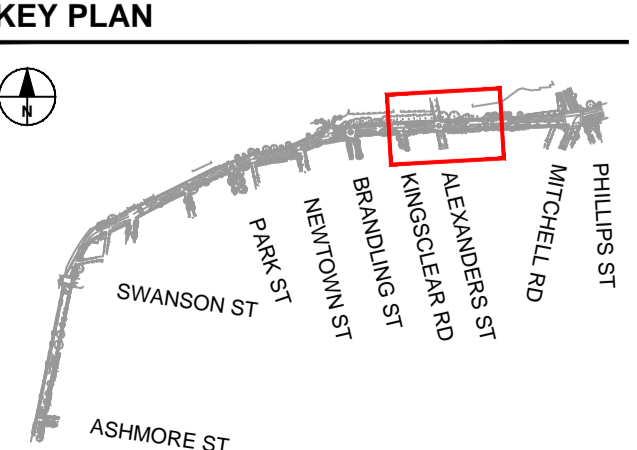 KEY PLAN
N
PHILLIPS ST
MITCHELL RD
ALEXANDERS ST
KINGSCLEAR RD
BRANDLING ST
NEWTOWN ST
PARK ST
SWANSON ST
ASHMORE ST